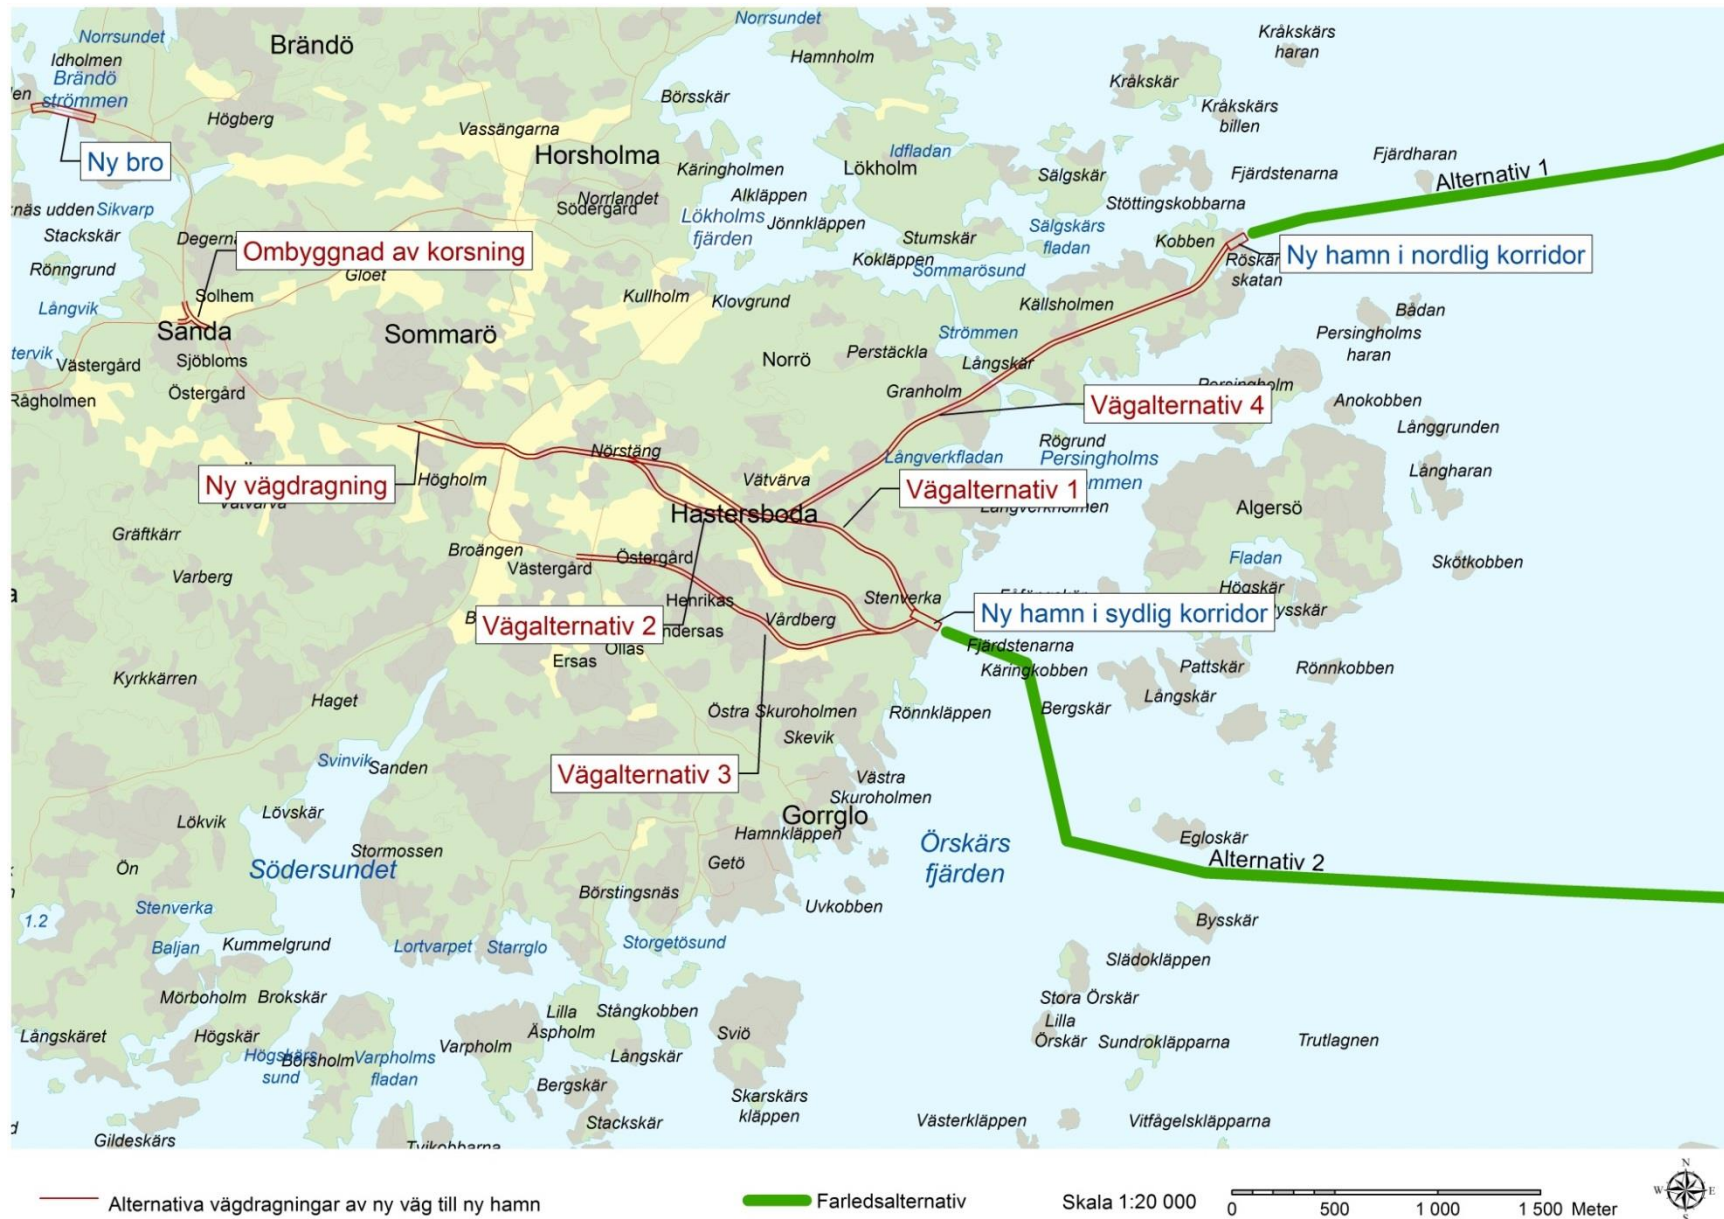 Norrsundet
Norrsundet
Idholmen
Brändö
Brändö
strömmen
Hamnholm
Kråkskärs
haran
Kråkskär
Börsskär
Kråkskärs
billen
Högberg
Vassängarna
Ny bro
Horsholma
Käringholmen
Idfladan
Lökholm
Sälgskär
Fjärdharan
Fjärdstenarna
Alternativ 1
Alkläppen
Norrlandet
Södergård
Lökholms
fjärden
Jönnkläppen
Stöttingskobbarna
Sikvarp
Stackskär
Stumskär
Sälgskärs
fladan
Kobben
Ombyggnad av korsning
Ny hamn i nordlig korridor
Rönngrund
Gloet
Kokläppen
Sommarösund
skatan
Solhem
Kullholm
Klovgrund
Källsholmen
Långvik
Bådan
Sanda
Sommarö
Strömmen
Persingholms
haran
Västergård
Sjöbloms
Norrö
Perstäckla
Långskär
Rågholmen
Östergård
Granholm
Persingholm
Anokobben
Vägalternativ 4
Långgrunden
Nörstäng
Rögrund
Långverkfladan
Persingholms
Långharan
Ny vägdragning
Högholm
Vätvärva
Vägalternativ 1
Hastersboda
Algersö
Gräftkärr
Broängen
Östergård
Västergård
Fladan
Skötkobben
Varberg
Högskär
Henrikas
Stenverka
Vägalternativ 2
Vårdberg
Ny hamn i sydlig korridor
Ollas
Ersas
Fjärdstenarna
Käringkobben
Pattskär
Rönnkobben
Kyrkkärren
Haget
Långskär
Östra Skuroholmen
Rönnkläppen
Bergskär
Skevik
Svinvik
Sanden
Vägalternativ 3
Västra
Skuroholmen
Lövskär
Lökvik
Gorrglo
Hamnkläppen
Örskärs
fjärden
Egloskär
Stormossen
Ön
Södersundet
Getö
Alternativ 2
Börstingsnäs
Stenverka
1.2
Uvkobben
Bysskär
Baljan
Kummelgrund
Lortvarpet
Starrglo
Storgetösund
Slädokläppen
Mörboholm
Brokskär
Lilla
Äspholm
Stångkobben
Stora Örskär
Lilla
Örskär
Långskäret
Högskär
Högskärs
sund
Börsholm
Varpholms
fladan
Varpholm
Långskär
Sviö
Sundrokläpparna
Trutlagnen
Bergskär
Skarskärs
kläppen
Stackskär
Västerkläppen
Vitfågelskläpparna
Gildeskärs
Alternativa vägdragningar av ny väg till ny hamn
Farledsalternativ
Skala 1:20 000
0 500 1 000 1 500 Meter
N
W E
S